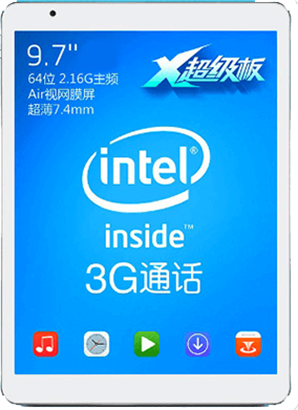 9.7"
X超级板
64位 2.16G主频
Air视网膜屏
超薄7.4mm
intel
inside™
3G通话